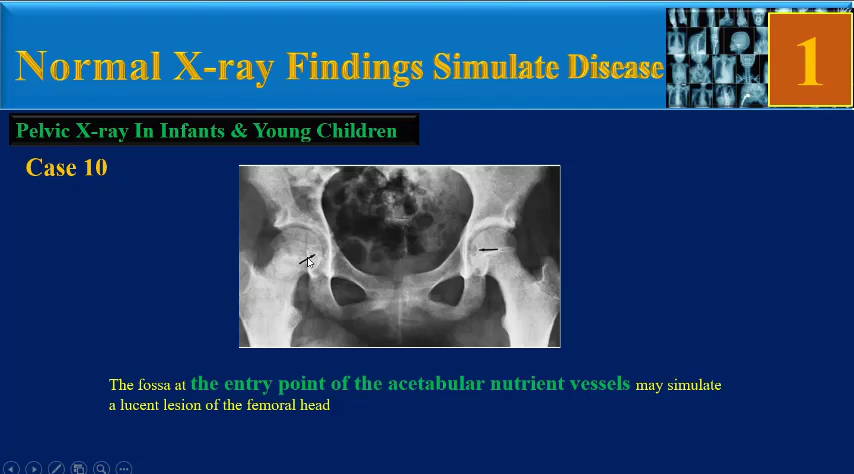 Normal X-ray Findings Simulate Disease
1
Pelvic X-ray In Infants & Young Children
Case 10
The fossa at the entry point of the acetabular nutrient vessels may simulate
a lucent lesion of the femoral head